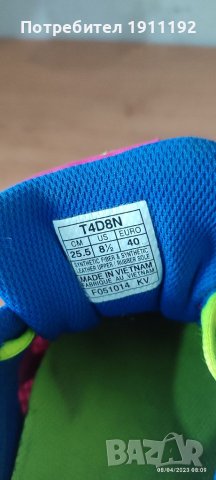 Потребител 1911192
T4D8N
CM US EURO
25.5 8½ 40
SYNTHETIC FIBER & SYNTHETIC
LEATHER UPPER / RUBBER SOLE
MADE IN VIETNAM
FABRIQUE AU VIETNAM
F051014 KV
BAZAR
08/04/2023 08:09